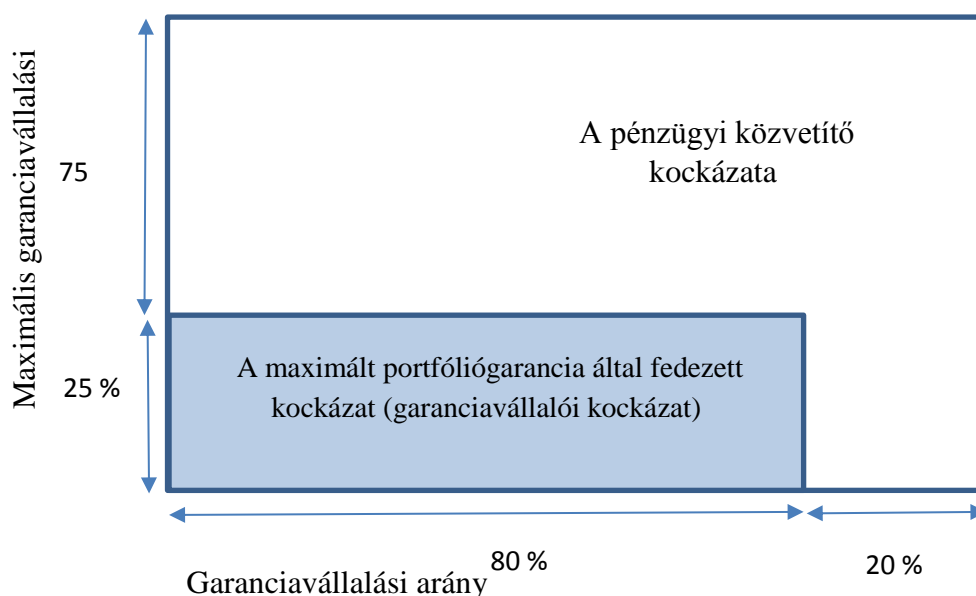 Maximális garanciavállalási
75
25 %
A pénzügyi közvetítő
kockázata
A maximált portfóliógarancia által fedezett
kockázat (garanciavállalói kockázat)
80 %
20 %
Garanciavállalási arány